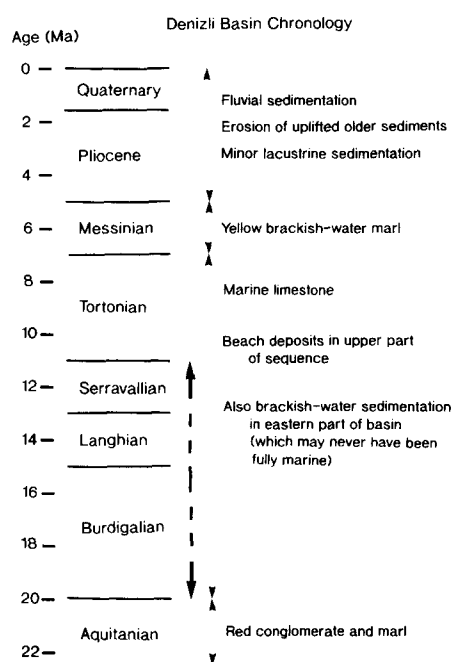 Denizli Basin Chronology
Age (Ma)
0
Quaternary
Fluvial sedimentation
2
Erosion of uplifted older sediments
Pliocene
Minor lacustrine sedimentation
4
6
Messinian
Yellow brackish-water marl
8
Marine limestone
Tortonian
10
Beach deposits in upper part
of sequence
12
Serravallian
Also brackish-water sedimentation
in eastern part of basin
14
Langhian
(which may never have been
fully marine)
16
Burdigalian
18
20
Aquitanian
Red conglomerate and marl
22